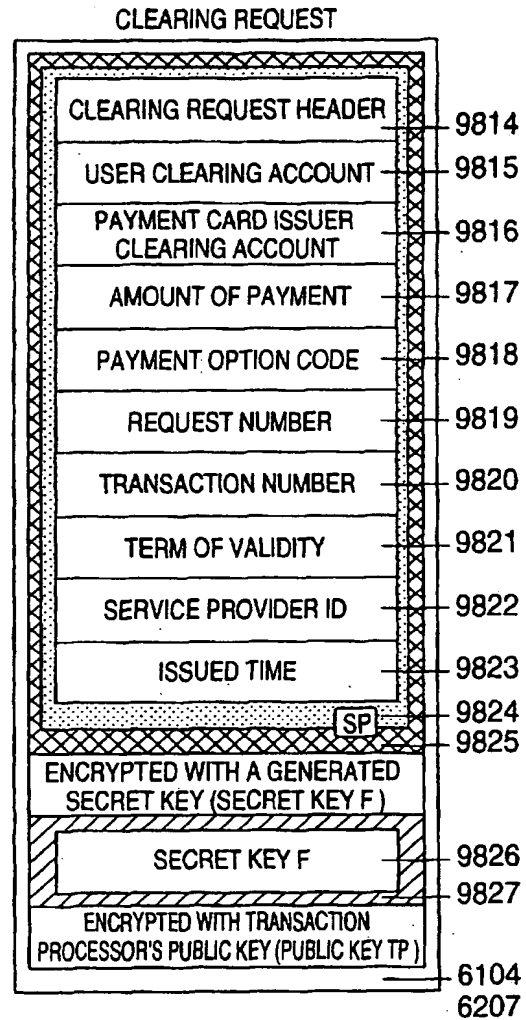 CLEARING REQUEST
CLEARING REQUEST HEADER
9814
USER CLEARING ACCOUNT
9815
PAYMENT CARD ISSUER
CLEARING ACCOUNT
9816
AMOUNT OF PAYMENT
9817
PAYMENT OPTION CODE
9818
REQUEST NUMBER
9819
TRANSACTION NUMBER
9820
TERM OF VALIDITY
9821
SERVICE PROVIDER ID
9822
ISSUED TIME
9823
SP
9824
9825
ENCRYPTED WITH A GENERATED
SECRET KEY (SECRET KEY F)
SECRET KEY F
9826
9827
ENCRYPTED WITH TRANSACTION
PROCESSOR'S PUBLIC KEY (PUBLIC KEY TP)
6104
6207